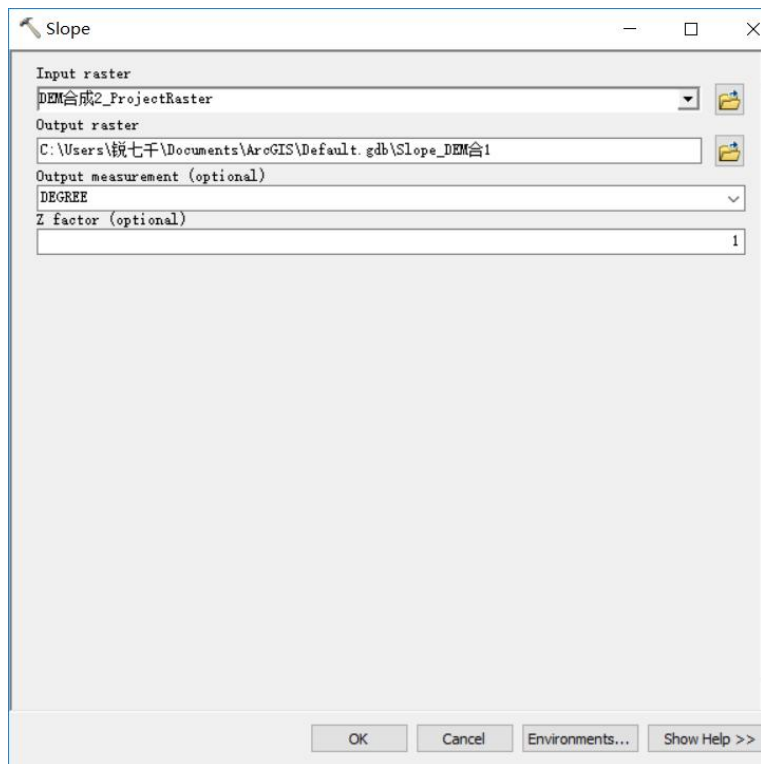 Slope
Input raster
DEM合成2_ProjectRaster
Output raster
C:\Users\锐七千\Documents\ArcGIS\Default.gdb\Slope_DEM合1
Output measurement (optional)
DEGREE
Z factor (optional)
1
OK Cancel Environments... Show Help >>